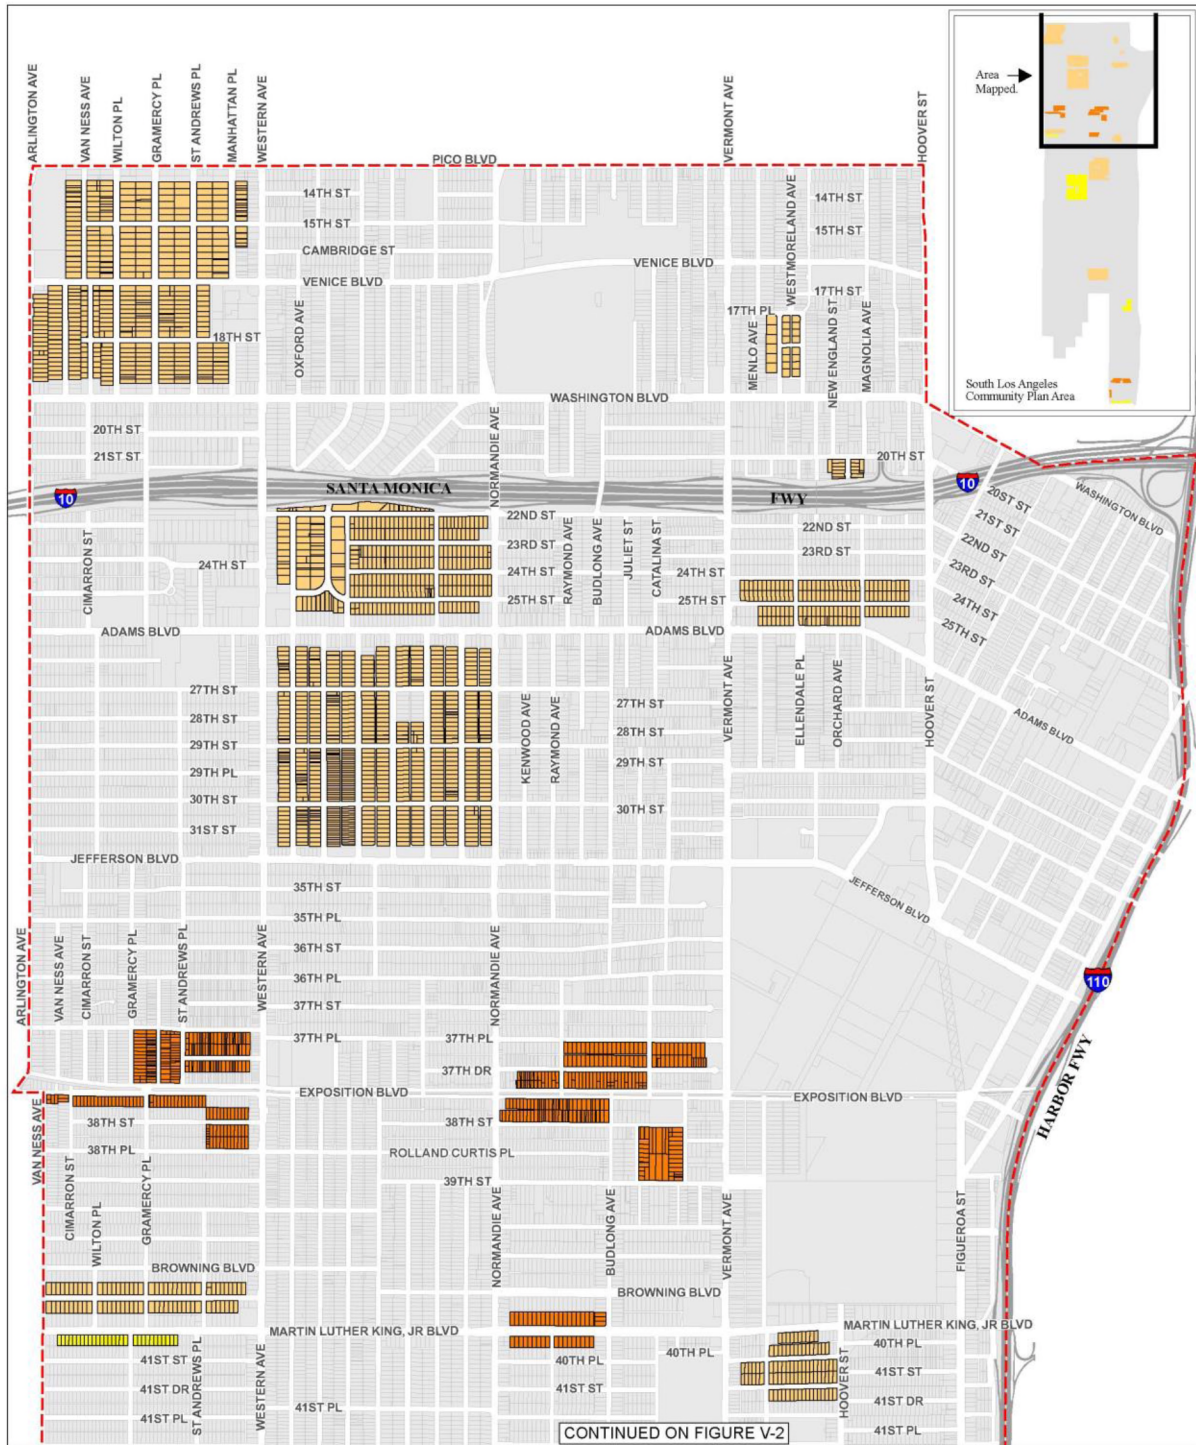 ARLINGTON AVE
VAN NESS AVE
WILTON PL
GRAMERCY PL
ST ANDREWS PL
MANHATTAN PL
WESTERN AVE
VERMONT AVE
HOOVER ST
Area
Mapped.
South Los Angeles
Community Plan Area
PICO BLVD
14TH ST
15TH ST
CAMBRIDGE ST
VENICE BLVD
18TH ST
OXFORD AVE
VENICE BLVD
WESTMORELAND AVE
14TH ST
15TH ST
17TH ST
17TH PL
MENLO AVE
NEW ENGLAND ST
MAGNOLIA AVE
WASHINGTON BLVD
20TH ST
21ST ST
NORMANDIE AVE
20TH ST
10
SANTA MONICA
FWY
10
WASHINGTON BLVD
20ST ST
21ST ST
22ND ST
23RD ST
24TH ST
25TH ST
CIMARRON ST
24TH ST
22ND ST
23RD ST
24TH ST
25TH ST
RAYMOND AVE
BUDLONG AVE
JULIET ST
CATALINA ST
22ND ST
23RD ST
24TH ST
25TH ST
ADAMS BLVD
ADAMS BLVD
ADAMS BLVD
27TH ST
28TH ST
29TH ST
29TH PL
30TH ST
31ST ST
KENWOOD AVE
RAYMOND AVE
27TH ST
28TH ST
29TH ST
30TH ST
VERMONT AVE
ELLENDALE PL
ORCHARD AVE
HOOVER ST
JEFFERSON BLVD
JEFFERSON BLVD
35TH ST
35TH PL
36TH ST
36TH PL
37TH ST
37TH PL
ARLINGTON AVE
VAN NESS AVE
CIMARRON ST
GRAMERCY PL
ST ANDREWS PL
WESTERN AVE
NORMANDIE AVE
37TH PL
37TH DR
110
HARBOR FWY
EXPOSITION BLVD
EXPOSITION BLVD
VAN NESS AVE
38TH ST
38TH PL
38TH ST
ROLLAND CURTIS PL
39TH ST
CIMARRON ST
WILTON PL
GRAMERCY PL
NORMANDIE AVE
BUDLONG AVE
VERMONT AVE
FIGUEROA ST
BROWNING BLVD
BROWNING BLVD
MARTIN LUTHER KING, JR BLVD
MARTIN LUTHER KING, JR BLVD
41ST ST
41ST DR
41ST PL
ST ANDREWS PL
WESTERN AVE
41ST PL
40TH PL
41ST ST
40TH PL
HOOVER ST
40TH PL
41ST ST
41ST DR
41ST PL
CONTINUED ON FIGURE V-2